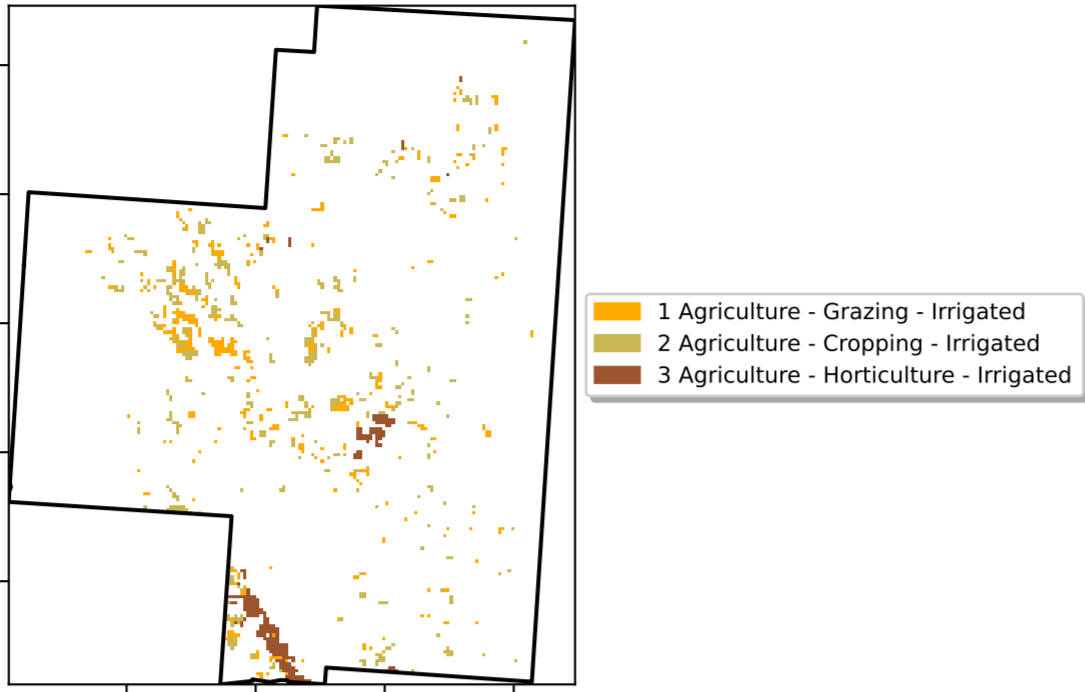 1 Agriculture - Grazing - Irrigated
2 Agriculture - Cropping - Irrigated
3 Agriculture - Horticulture - Irrigated